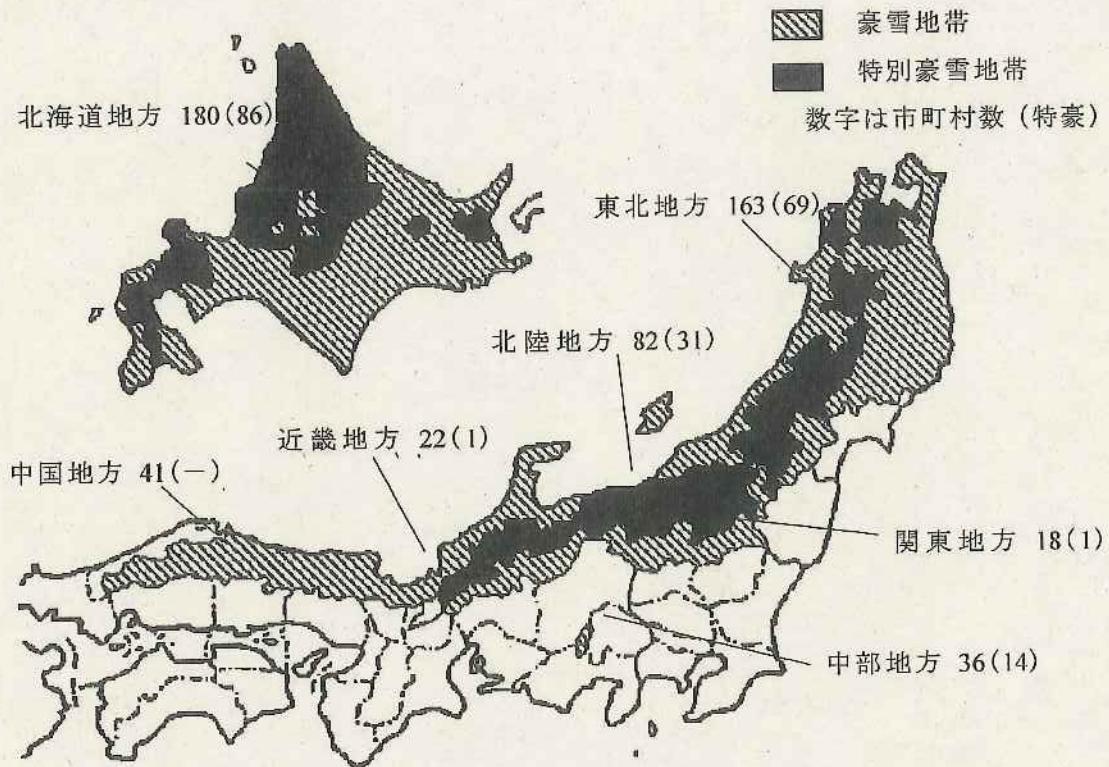 豪雪地帯
特別豪雪地帯
数字は市町村数 (特豪)
北海道地方 180(86)
東北地方 163(69)
北陸地方 82(31)
近畿地方 22(1)
中国地方 41(-)
関東地方 18(1)
中部地方 36(14)